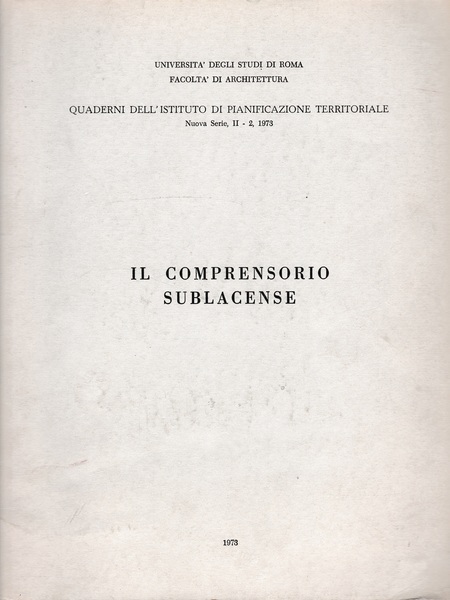 UNIVERSITA' DEGLI STUDI DI ROMA
FACOLTA' DI ARCHITETTURA
QUADERNI DELL'ISTITUTO DI PIANIFICAZIONE TERRITORIALE
Nuova Serie, II - 2, 1973
IL COMPRENSORIO
SUBLACENSE
1973